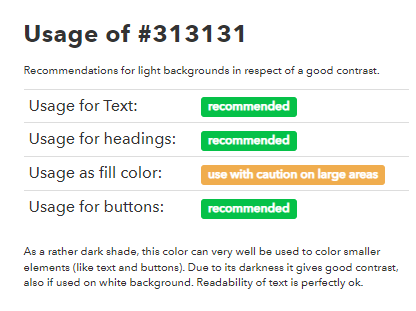 Usage of #313131
Recommendations for light backgrounds in respect of a good contrast.
Usage for Text: recommended
Usage for headings: recommended
Usage as fill color: use with caution on large areas
Usage for buttons: recommended
As a rather dark shade, this color can very well be used to color smaller
elements (like text and buttons). Due to its darkness it gives good contrast,
also if used on white background. Readability of text is perfectly ok.